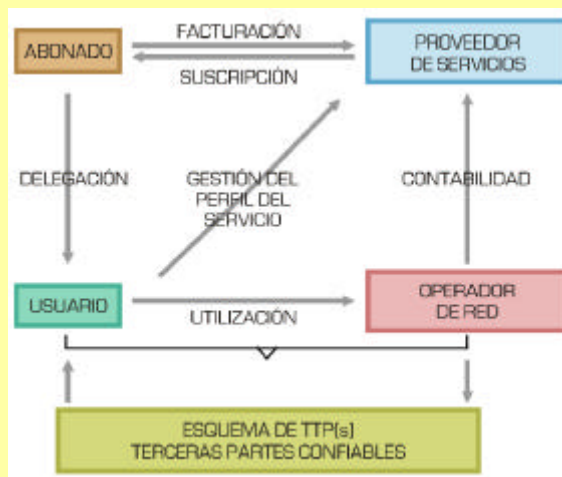 FACTURACIÓN
ABONADO
PROVEEDOR
DE SERVICIOS
SUSCRIPCIÓN
DELEGACIÓN
GESTIÓN DEL
PERFIL DEL
SERVICIO
CONTABILIDAD
USUARIO
UTILIZACIÓN
OPERADOR
DE RED
ESQUEMA DE TTP(s)
TERCERAS PARTES CONFIABLES